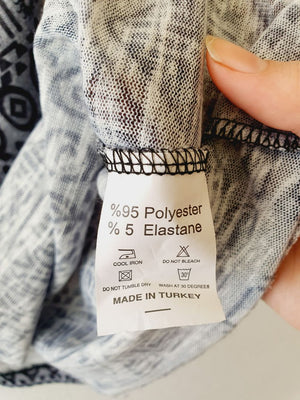 %95 Polyester
% 5 Elastane
COOL IRON DO NOT BLEACH
30°
DO NOT TUMBLE DRY WASH AT 30 DEGREES
MADE IN TURKEY